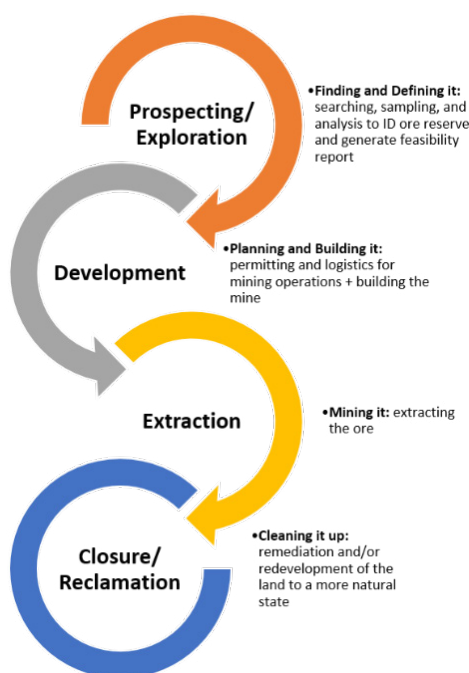 Prospecting/
Exploration
•Finding and Defining it:
searching, sampling, and
analysis to ID ore reserve
and generate feasibility
report
Development
•Planning and Building it:
permitting and logistics for
mining operations + building the
mine
Extraction
•Mining it: extracting
the ore
Closure/
Reclamation
•Cleaning it up:
remediation and/or
redevelopment of the
land to a more natural
state